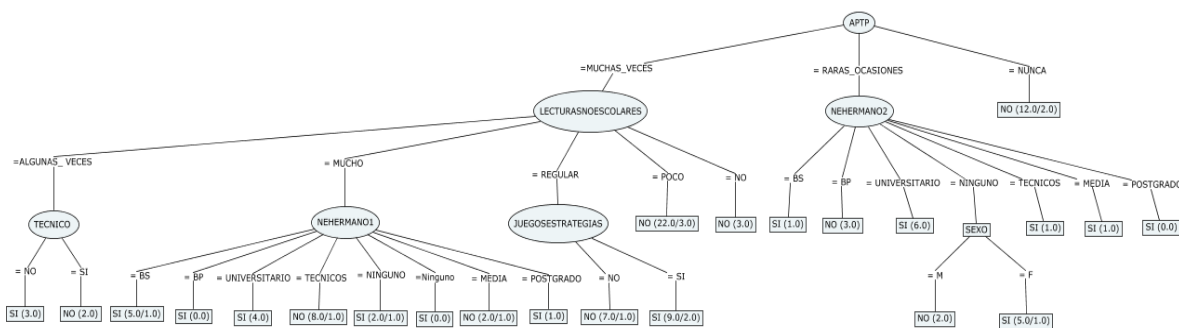 APTP
=MUCHAS_VECES
= RARAS_OCASIONES
= NUNCA
LECTURASNOESCOLARES
NEHERMANO2
NO (12.0/2.0)
=ALGUNAS_ VECES
= MUCHO
= REGULAR
= POCO
= NO
= BS
= BP
= UNIVERSITARIO
= NINGUNO
= TECNICOS
= MEDIA
= POSTGRADO
TECNICO
NEHERMANO1
JUEGOSESTRATEGIAS
NO (22.0/3.0)
NO (3.0)
SI (1.0)
NO (3.0)
SI (6.0)
SEXO
SI (1.0)
SI (1.0)
SI (0.0)
= NO
= SI
= BS
= BP
= UNIVERSITARIO
= TECNICOS
= NINGUNO
=Ninguno
= MEDIA
= POSTGRADO
= NO
= SI
= M
= F
SI (3.0)
NO (2.0)
SI (5.0/1.0)
SI (0.0)
SI (4.0)
NO (8.0/1.0)
SI (2.0/1.0)
SI (0.0)
NO (2.0/1.0)
SI (1.0)
NO (7.0/1.0)
SI (9.0/2.0)
NO (2.0)
SI (5.0/1.0)